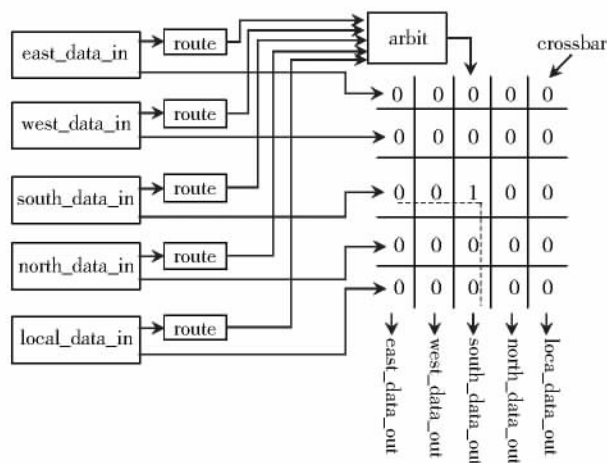 east_data_in
route
arbit
crossbar
west_data_in
route
south_data_in
route
north_data_in
route
local_data_in
route
0 0 0 0 0
0 0 0 0 0
0 0 1 0 0
0 0 0 0 0
0 0 0 0 0
east_data_out
west_data_out
south_data_out
north_data_out
loca_data_out